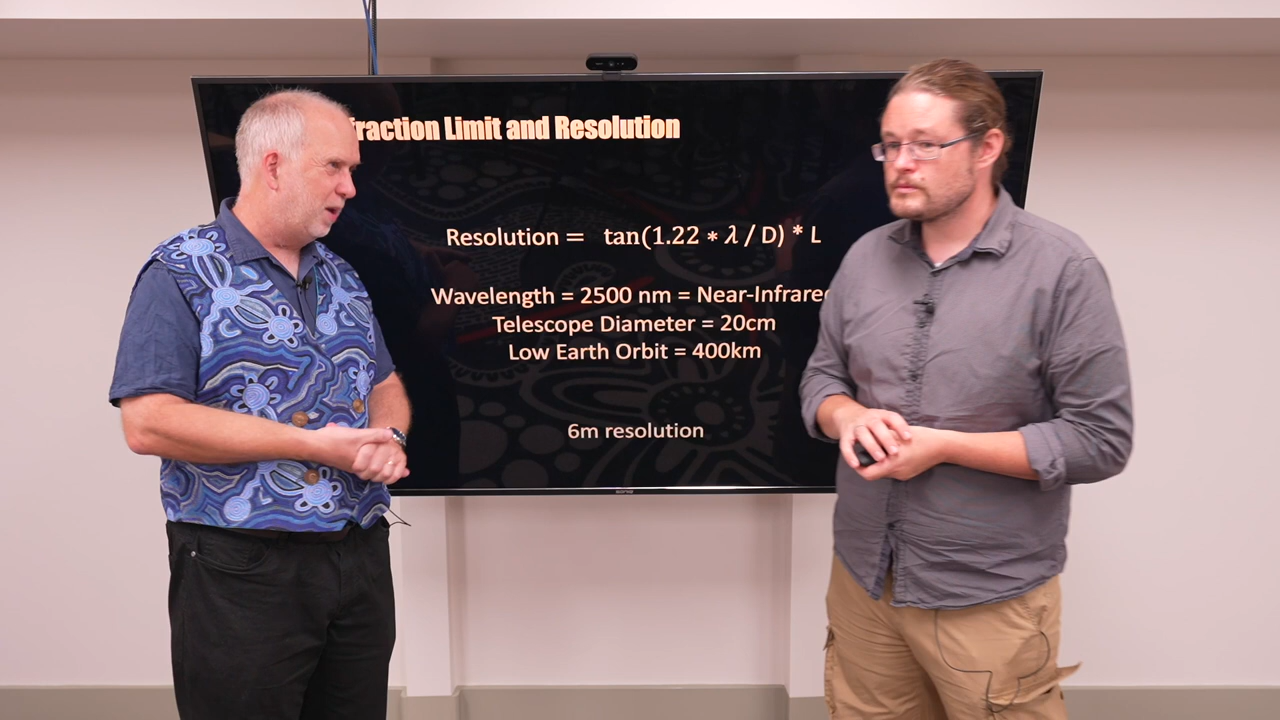 fraction Limit and Resolution
Resolution = tan(1.22 * λ / D) * L
Wavelength = 2500 nm = Near-Infrare
Telescope Diameter = 20cm
Low Earth Orbit = 400km
6m resolution